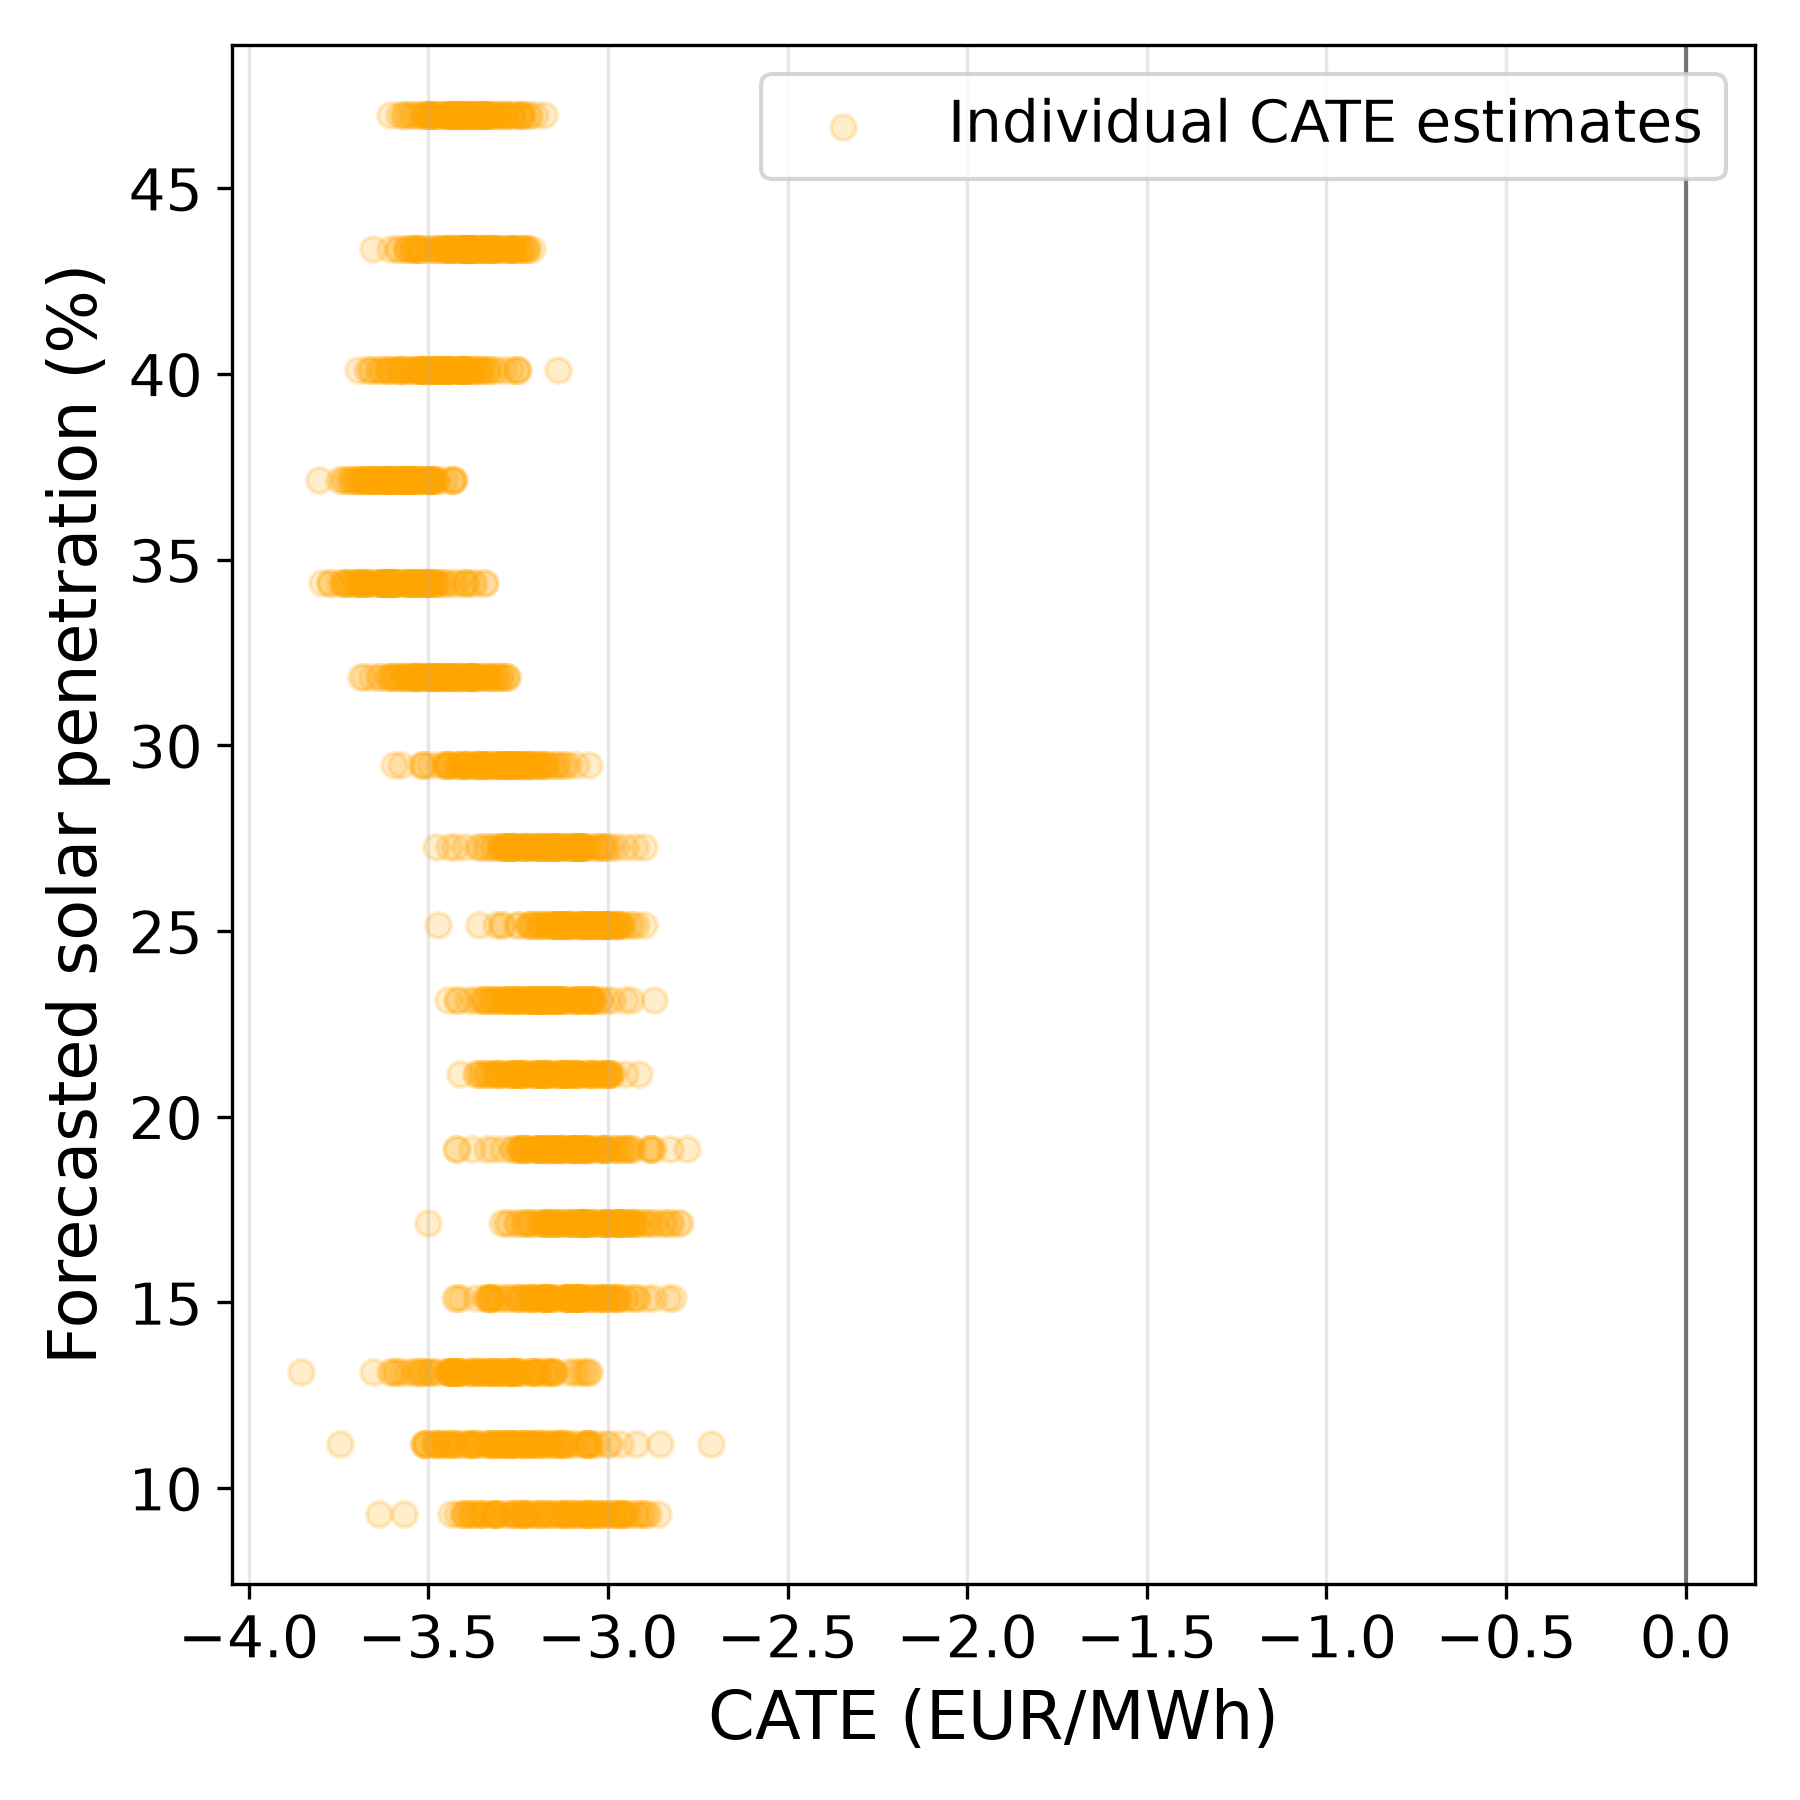 Individual CATE estimates
Forecasted solar penetration (%)
45
40
35
30
25
20
15
10
−4.0 −3.5 −3.0 −2.5 −2.0 −1.5 −1.0 −0.5 0.0
CATE (EUR/MWh)